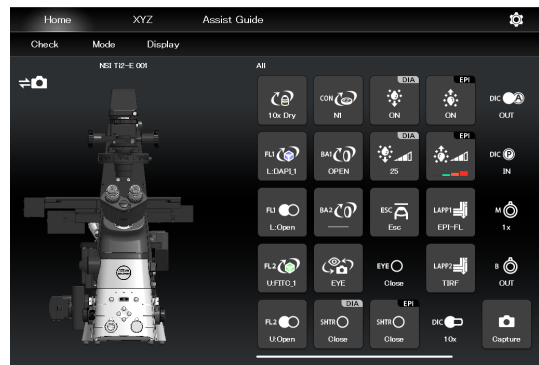 Home XYZ Assist Guide
Check Mode Display
NSI Ti2-E 001 All
DIA EPI
CON DIC A
10x Dry N1 ON ON OUT
DIA EPI
FL1 BA1 DIC P
L:DAPI_1 OPEN 25 IN
FL1 BA2 ESC LAPP1 M
L:Open Esc EPI-FL 1x
FL2 EYE LAPP2 B
U:FITC_1 EYE Close TIRF OUT
DIA EPI
FL2 SHTR SHTR DIC
U:Open Close Close 10x Capture